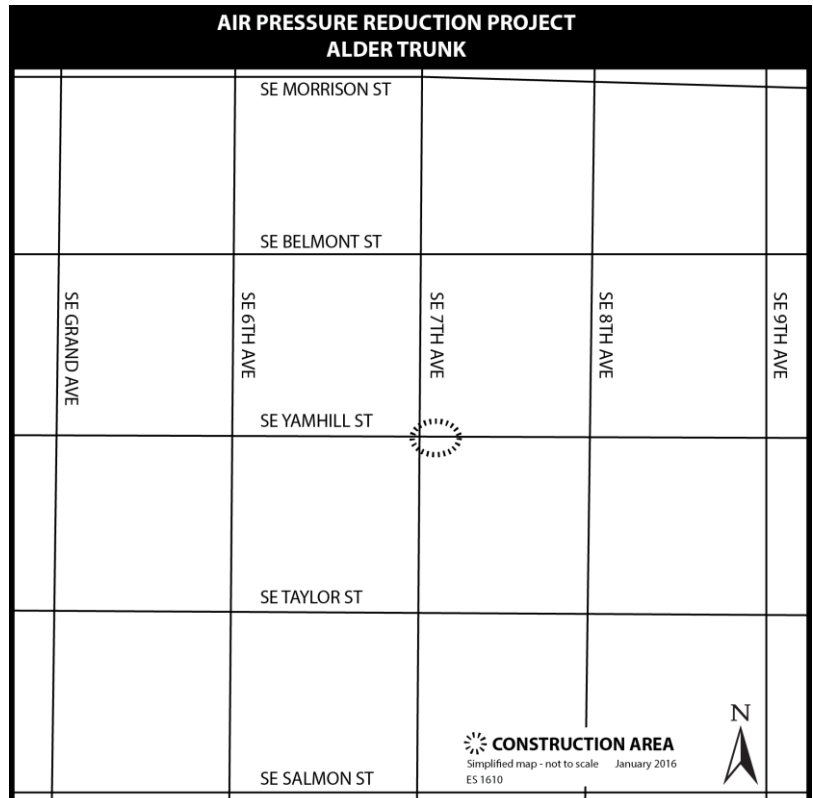 AIR PRESSURE REDUCTION PROJECT
ALDER TRUNK
SE MORRISON ST
SE BELMONT ST
SE GRAND AVE
SE 6TH AVE
SE 7TH AVE
SE 8TH AVE
SE 9TH AVE
SE YAMHILL ST
SE TAYLOR ST
N
CONSTRUCTION AREA
Simplified map - not to scale January 2016
ES 1610
SE SALMON ST